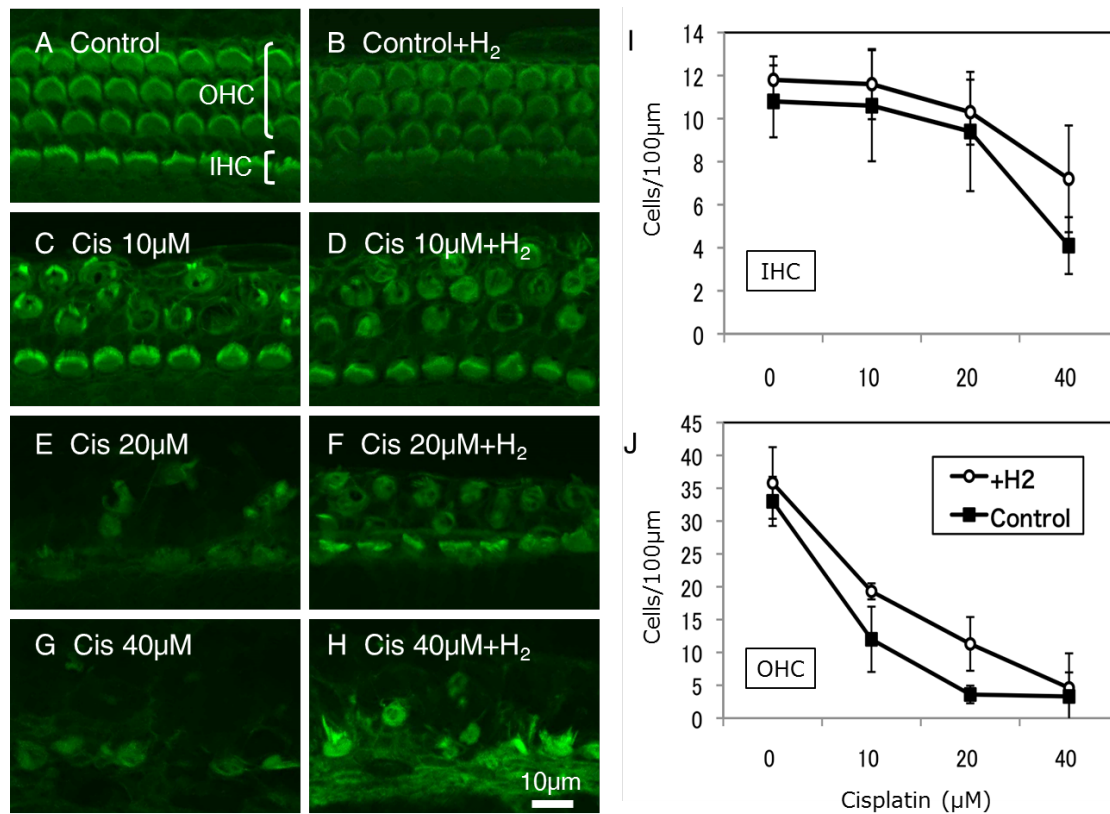 A Control
OHC
IHC
B Control+H₂
C Cis 10µM
D Cis 10µM+H₂
E Cis 20µM
F Cis 20µM+H₂
G Cis 40µM
H Cis 40µM+H₂
10µm
I
14
12
10
8
6
4
2
0
Cells/100µm
IHC
0 10 20 40
J
45
40
35
30
25
20
15
10
5
0
Cells/100µm
+H2
Control
OHC
0 10 20 40
Cisplatin (µM)